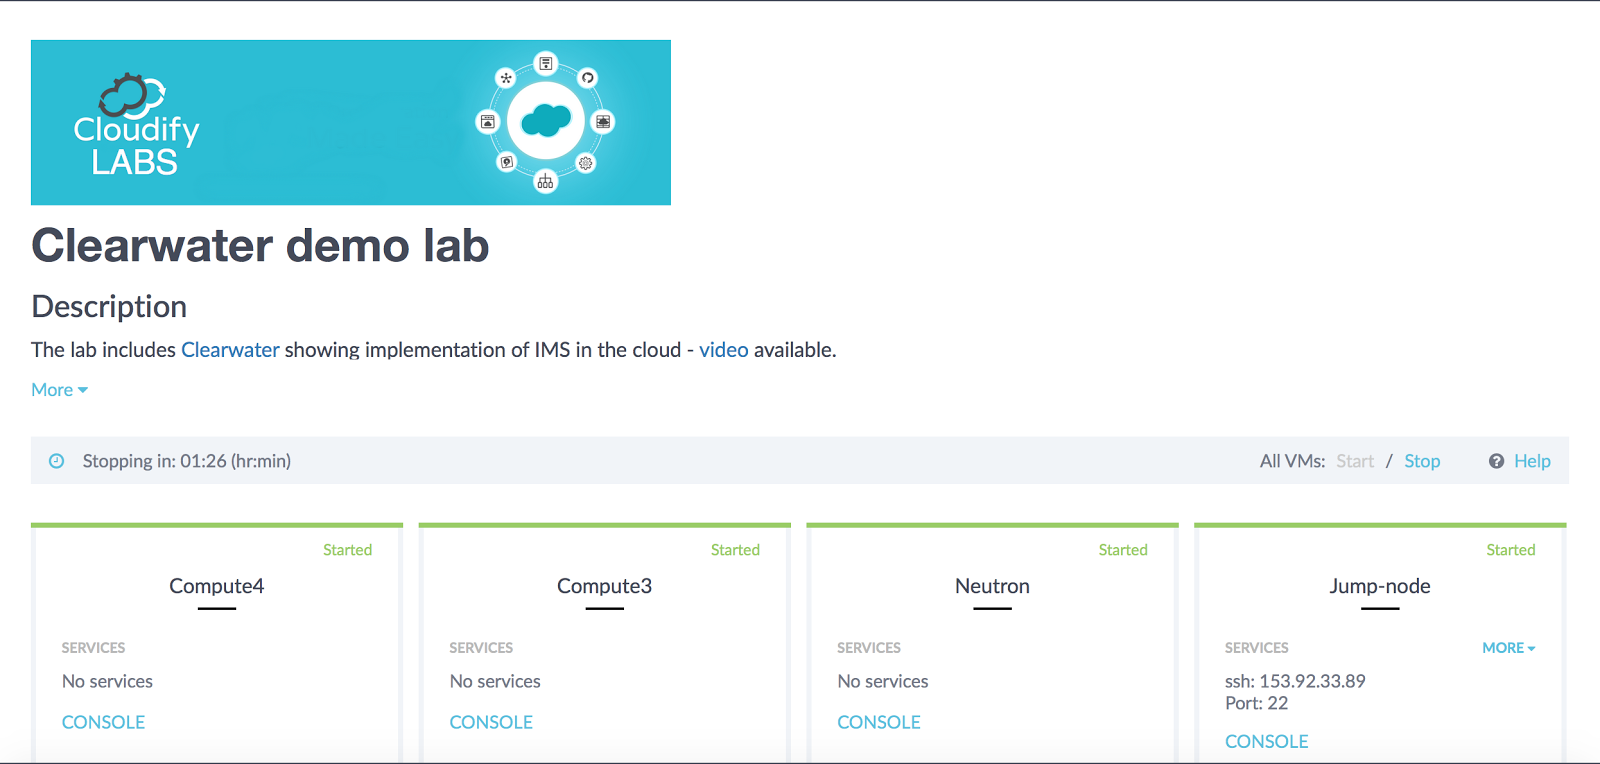 Cloudify
LABS
Clearwater demo lab
Description
The lab includes Clearwater showing implementation of IMS in the cloud - video available.
More
Stopping in: 01:26 (hr:min)
All VMs: Start / Stop
Help
Started
Compute4
SERVICES
No services
CONSOLE
Started
Compute3
SERVICES
No services
CONSOLE
Started
Neutron
SERVICES
No services
CONSOLE
Started
Jump-node
SERVICES
MORE
ssh: 153.92.33.89
Port: 22
CONSOLE